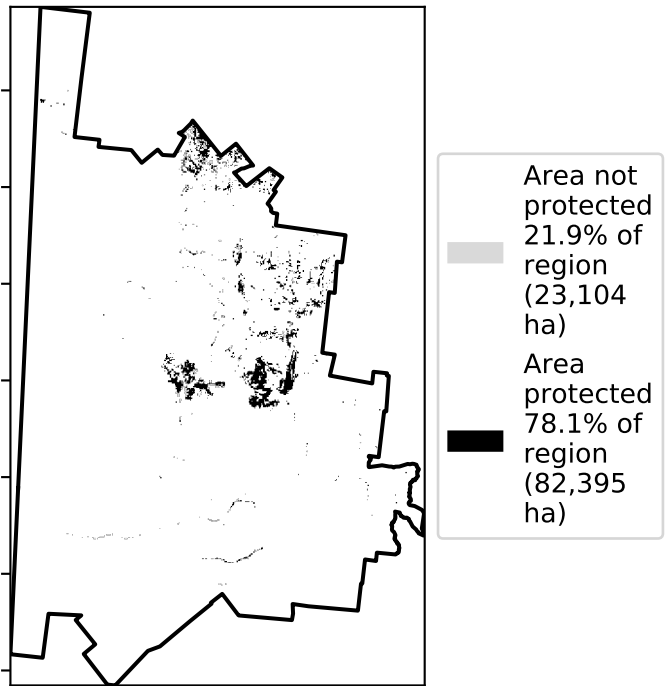 Area not
protected
21.9% of
region
(23,104
ha)
Area
protected
78.1% of
region
(82,395
ha)